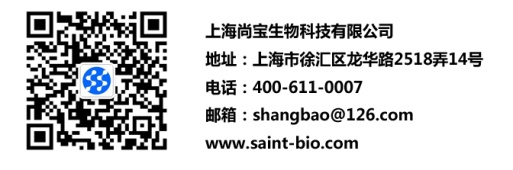 上海尚宝生物科技有限公司
地址：上海市徐汇区龙华路2518弄14号
电话：400-611-0007
邮箱：shangbao@126.com
www.saint-bio.com